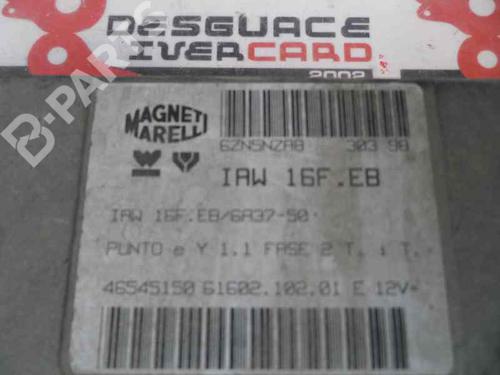 DESGUACE
iVERCARD
2002
B-PARTS
MAGNETI
MARELLI
6ZN5NZA8 303 98
IAW 16F.EB
IAW 16F.EB/6A37-50
PUNTO e Y 1.1 FASE 2 T. i T.
46545150 61602.102.01 E 12V=